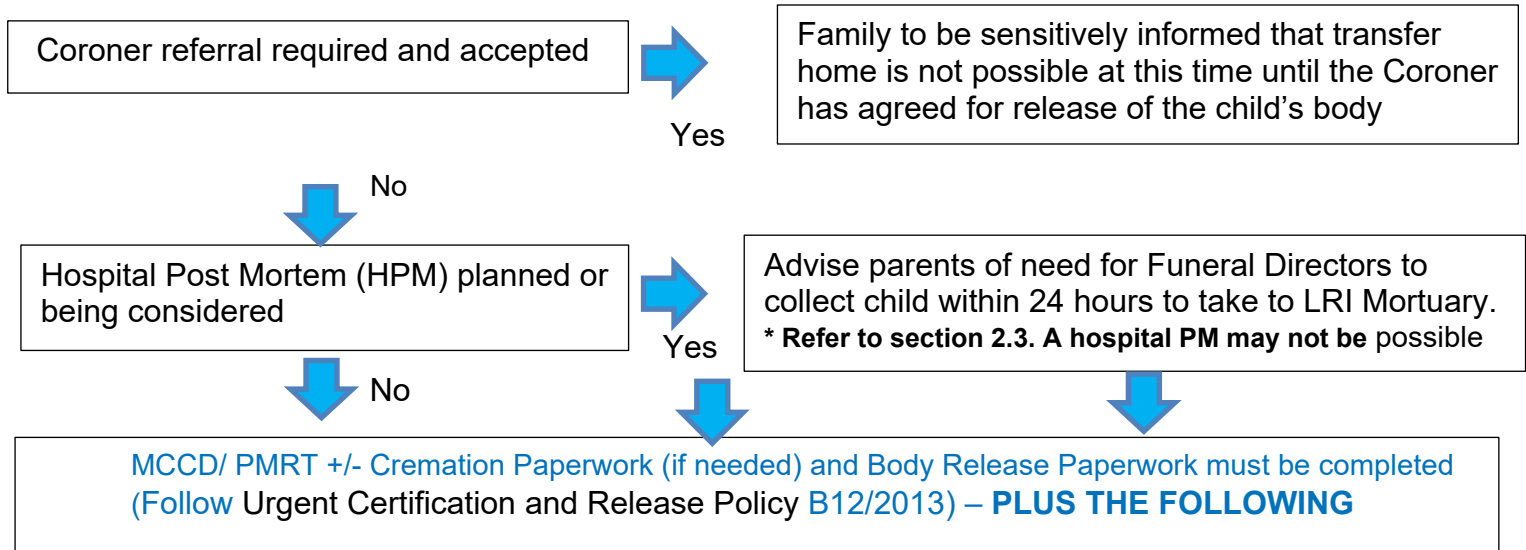 Coroner referral required and accepted
Yes
Family to be sensitively informed that transfer
home is not possible at this time until the Coroner
has agreed for release of the child’s body
No
Hospital Post Mortem (HPM) planned or
being considered
Yes
Advise parents of need for Funeral Directors to
collect child within 24 hours to take to LRI Mortuary.
* Refer to section 2.3. A hospital PM may not be possible
No
MCCD/ PMRT +/- Cremation Paperwork (if needed) and Body Release Paperwork must be completed
(Follow Urgent Certification and Release Policy B12/2013) – PLUS THE FOLLOWING